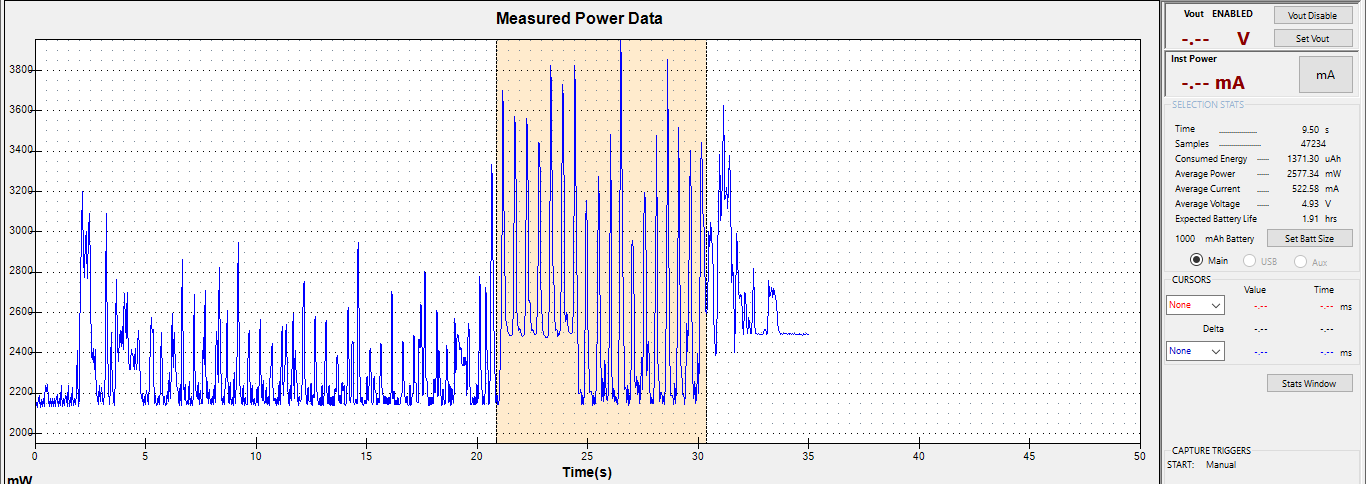 Measured Power Data
3800
3600
3400
3200
3000
2800
2600
2400
2200
2000
0 5 10 15 20 25 30 35 40 45 50
Time(s)
mW
Vout ENABLED Vout Disable
-.-- V Set Vout
Inst Power
-.-- mA mA
SELECTION STATS
Time 9.50 s
Samples 47234
Consumed Energy 1371.30 uAh
Average Power 2577.34 mW
Average Current 522.58 mA
Average Voltage 4.93 V
Expected Battery Life 1.91 hrs
1000 mAh Battery Set Batt Size
Main USB Aux
CURSORS Value Time
None -.-- -.-- ms
Delta -.-- -.--
None -.-- -.-- ms
Stats Window
CAPTURE TRIGGERS
START: Manual